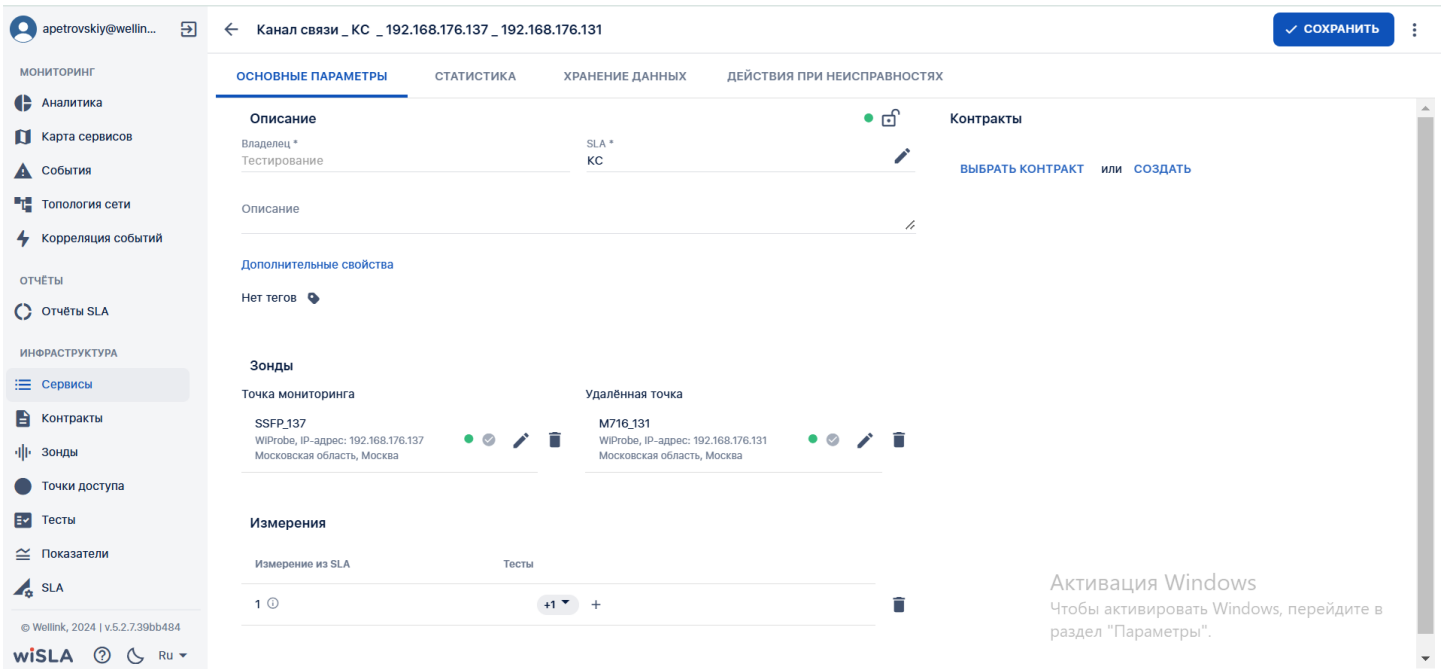 apetrovskiy@wellin...
МОНИТОРИНГ
Аналитика
Карта сервисов
События
Топология сети
Корреляция событий
ОТЧЁТЫ
Отчёты SLA
ИНФРАСТРУКТУРА
Сервисы
Контракты
Зонды
Точки доступа
Тесты
Показатели
SLA
© Wellink, 2024 | v.5.2.7.39bb484
wiSLA Ru
Канал связи _ КС _ 192.168.176.137 _ 192.168.176.131
СОХРАНИТЬ
ОСНОВНЫЕ ПАРАМЕТРЫ СТАТИСТИКА ХРАНЕНИЕ ДАННЫХ ДЕЙСТВИЯ ПРИ НЕИСПРАВНОСТЯХ
Описание
Владелец * SLA *
Тестирование КС
Описание
Дополнительные свойства
Нет тегов
Контракты
ВЫБРАТЬ КОНТРАКТ или СОЗДАТЬ
Зонды
Точка мониторинга
SSFP_137
WiProbe, IP-адрес: 192.168.176.137
Московская область, Москва
Удалённая точка
M716_131
WiProbe, IP-адрес: 192.168.176.131
Московская область, Москва
Измерения
Измерение из SLA Тесты
1 +1 +
Активация Windows
Чтобы активировать Windows, перейдите в
раздел "Параметры".